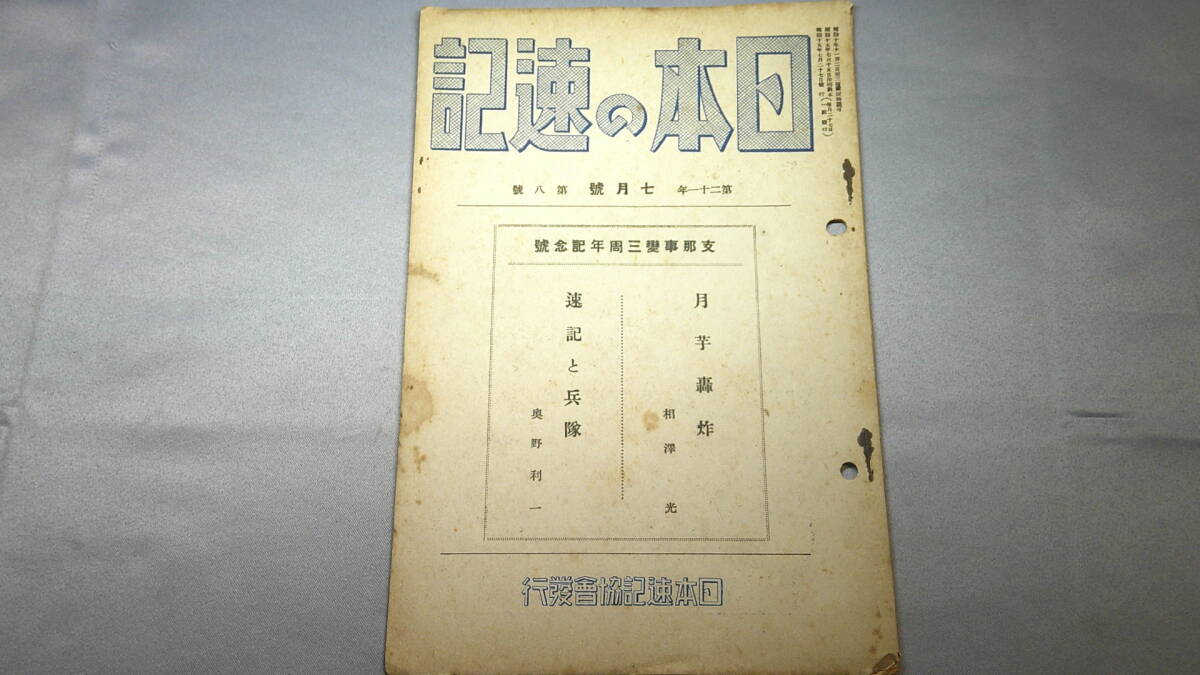 日本の速記
第二十一年 七月號 第八號
支那事變三周年記念號
月芋轟炸
相澤光
速記と兵隊
奥野利一
日本速記協會發行